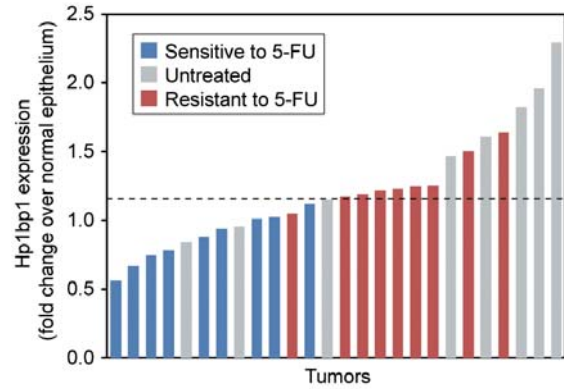 2.5
2.0
1.5
1.0
0.5
0.0
Hp1bp1 expression
(fold change over normal epithelium)
Sensitive to 5-FU
Untreated
Resistant to 5-FU
Tumors